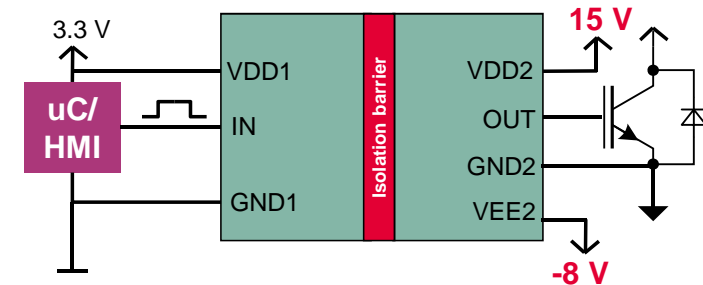 3.3 V
uC/
HMI
VDD1
IN
GND1
Isolation barrier
15 V
VDD2
OUT
GND2
VEE2
-8 V